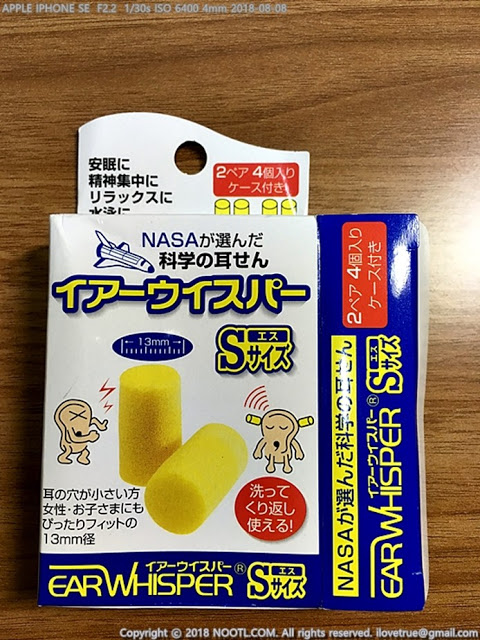 APPLE IPHONE SE F2.2 1/30s ISO 6400 4mm 2018-08-08
安眠に
精神集中に
リラックスに
水泳に
2ペア 4個入り
ケース付き
NASAが選んだ
科学の耳せん
イアーウイスパー
13mm
エス
Sサイズ
耳の穴が小さい方
女性・お子さまにも
ぴったりフィットの
13mm径
洗って
くり返し
使える!
イアーウイスパー
EARWHISPER®
エス
Sサイズ
2ペア 4個入り
ケース付き
NASAが選んだ科学の耳せん
イアーウイスパー®
EARWHISPER
エス
Sサイズ
Copyright © 2018 NOOTL.COM. All rights reserved. ilovetrue@gmail.com